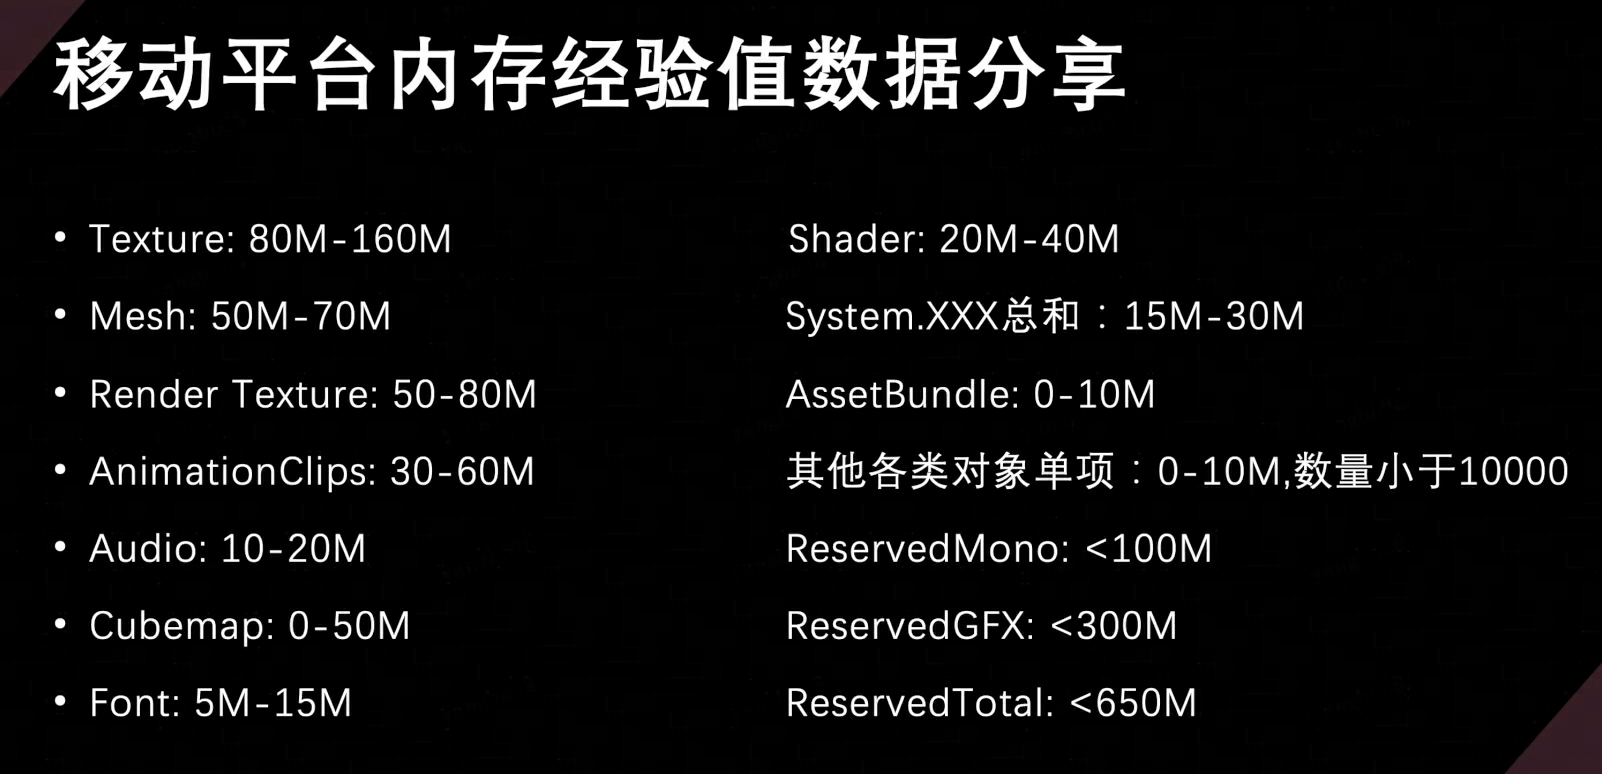 移动平台内存经验值数据分享
• Texture: 80M-160M
• Mesh: 50M-70M
• Render Texture: 50-80M
• AnimationClips: 30-60M
• Audio: 10-20M
• Cubemap: 0-50M
• Font: 5M-15M
Shader: 20M-40M
System.XXX总和：15M-30M
AssetBundle: 0-10M
其他各类对象单项：0-10M,数量小于10000
ReservedMono: <100M
ReservedGFX: <300M
ReservedTotal: <650M